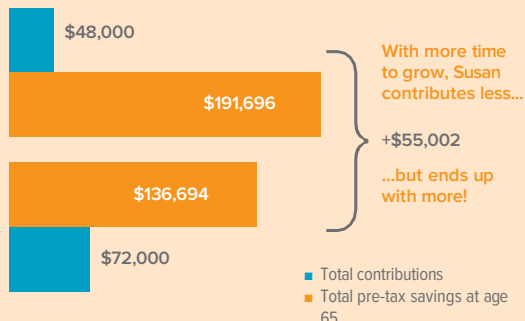 $48,000
$191,696
With more time
to grow, Susan
contributes less...
+$55,002
...but ends up
with more!
$136,694
$72,000
Total contributions
Total pre-tax savings at age
65